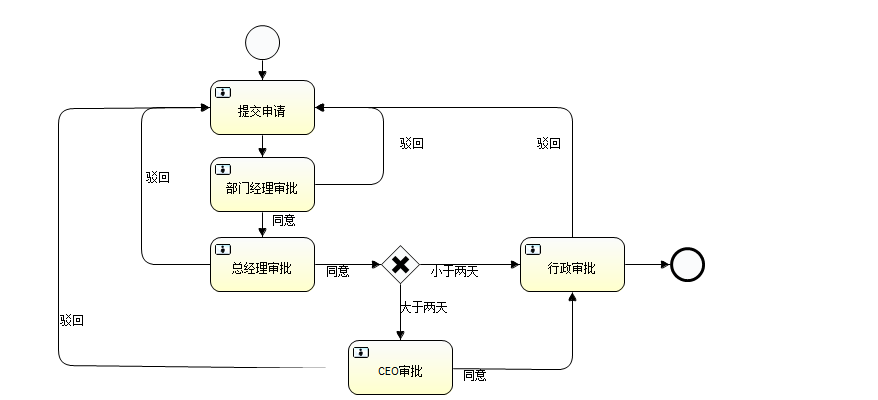 提交申请
驳回
驳回
驳回
部门经理审批
同意
总经理审批
同意
小于两天
行政审批
大于两天
驳回
CEO审批
同意